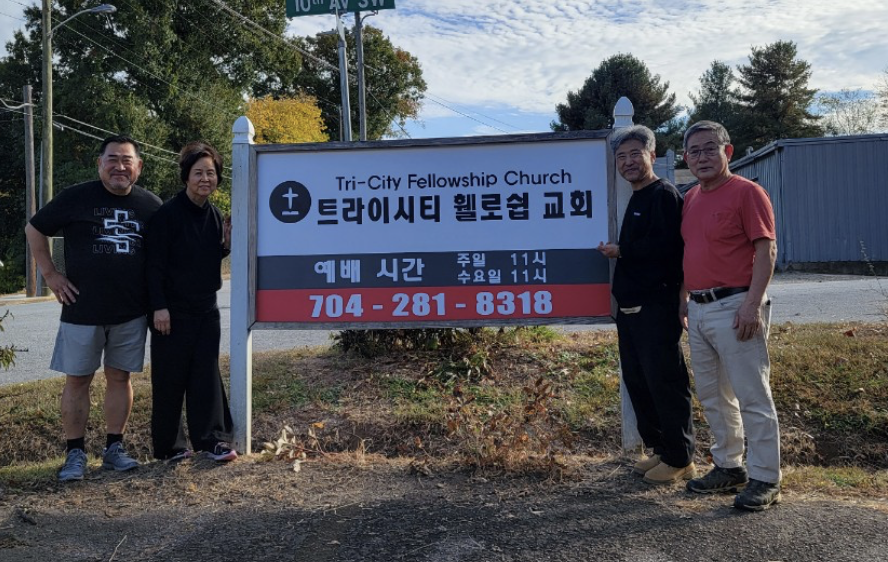 10th AV SW
Tri-City Fellowship Church
트라이시티 휄로쉽 교회
예배 시간
주일 11시
수요일 11시
704 - 281 - 8318